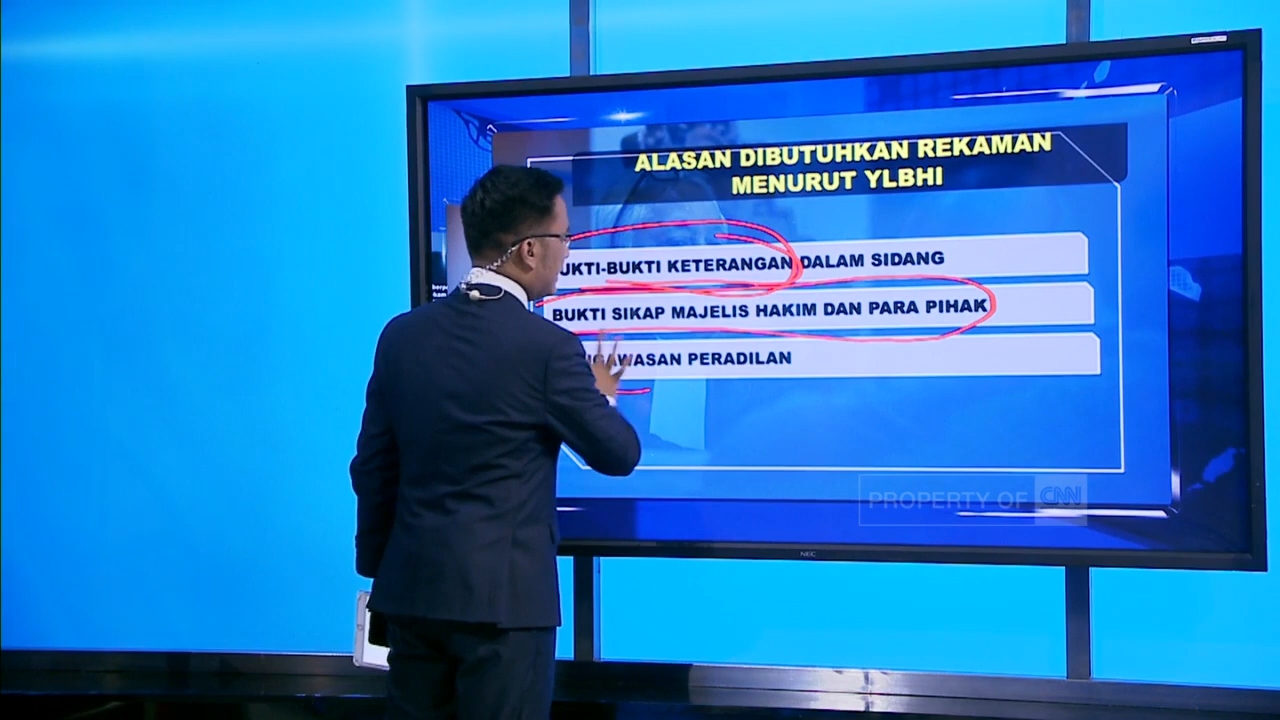 ALASAN DIBUTUHKAN REKAMAN
MENURUT YLBHI
UKTI-BUKTI KETERANGAN DALAM SIDANG
BUKTI SIKAP MAJELIS HAKIM DAN PARA PIHAK
AWASAN PERADILAN
PROPERTY OF CNN
NEC